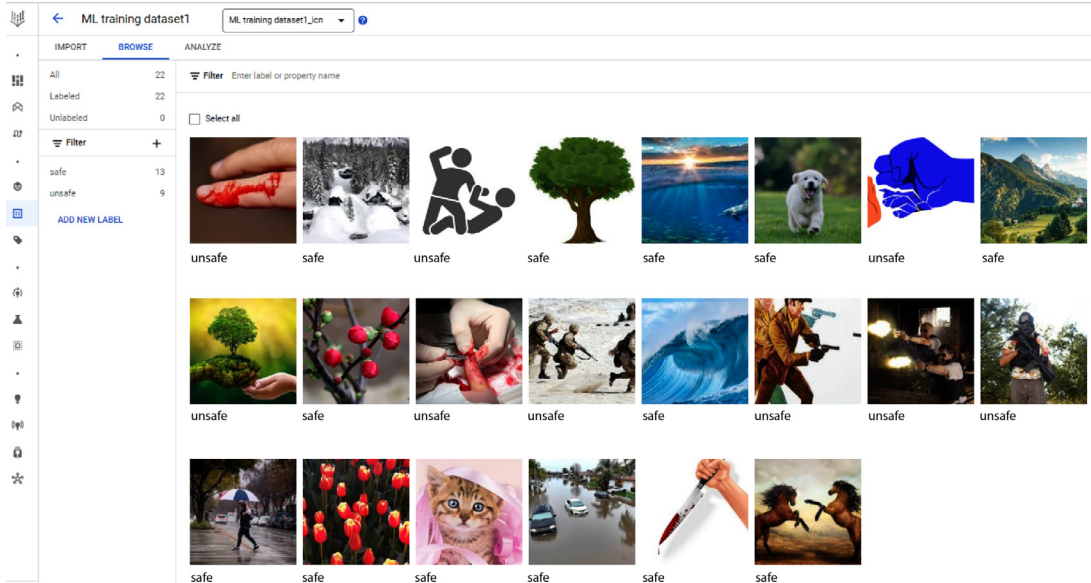 ML training dataset1
ML training dataset1_icn
IMPORT BROWSE ANALYZE
All 22
Labeled 22
Unlabeled 0
Filter
safe 13
unsafe 9
ADD NEW LABEL
Filter Enter label or property name
Select all
unsafe safe unsafe safe safe safe unsafe safe
unsafe safe unsafe unsafe safe unsafe unsafe unsafe
safe safe safe safe safe safe